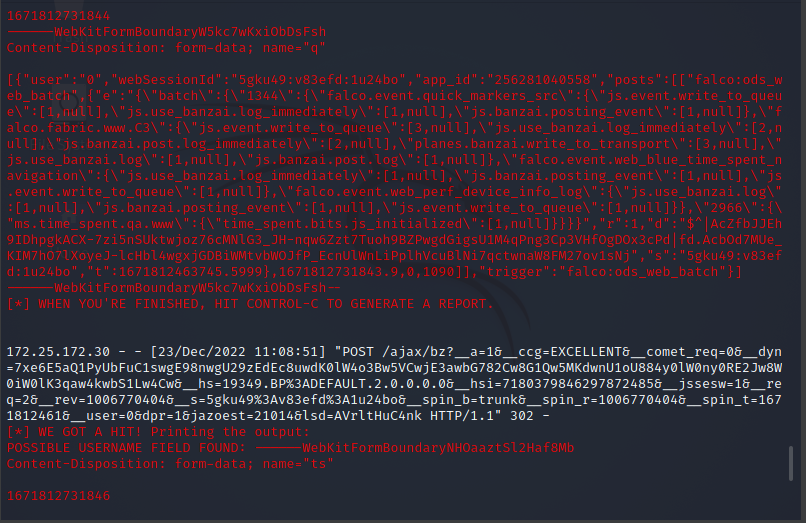 1671812731844
------WebKitFormBoundaryW5kc7wKxiObDsFsh
Content-Disposition: form-data; name="q"
[{"user":"0","webSessionId":"5gku49:v83efd:1u24bo","app_id":"256281040558","posts":[["falco:ods_w
eb_batch",{"e":"{\"batch\":{\"1344\":{\"falco.event.quick_markers_src\":{\"js.event.write_to_queu
e\":[1,null],\"js.use_banzai.log_immediately\":[1,null],\"js.banzai.posting_event\":[1,null]},\"f
alco.fabric.www.C3\":{\"js.event.write_to_queue\":[3,null],\"js.use_banzai.log_immediately\":[2,n
ull],\"js.banzai.post.log_immediately\":[2,null],\"planes.banzai.write_to_transport\":[3,null],\"
js.use_banzai.log\":[1,null],\"js.banzai.post.log\":[1,null]},\"falco.event.web_blue_time_spent_n
avigation\":{\"js.use_banzai.log_immediately\":[1,null],\"js.banzai.posting_event\":[1,null],\"js
.event.write_to_queue\":[1,null]},\"falco.event.web_perf_device_info_log\":{\"js.use_banzai.log\"
:[1,null],\"js.banzai.posting_event\":[1,null],\"js.event.write_to_queue\":[1,null]}},\"2966\":{\
"ms.time_spent.qa.www\":{\"time_spent.bits.js_initialized\":[1,null]}}}}","r":1,"d":"$^|AcZfbJJEh
9IDhpgkACX-7zi5nSUktwjoz76cMNlG3_JH-nqw6Zzt7Tuoh9BZPwgdGigsU1M4qPng3Cp3VHfOgDOx3cPd|fd.AcbOd7MUe_
KIM7hO7lXoyeJ-lcHbl4wgxjGDBiWMtvbWOJfP_EcnUlWnLiPplhVcuBlNi7qctwnaW8FM27ov1sNj","s":"5gku49:v83ef
d:1u24bo","t":1671812463745.5999},1671812731843.9,0,1090]],"trigger":"falco:ods_web_batch"}]
------WebKitFormBoundaryW5kc7wKxiObDsFsh--
[*] WHEN YOU'RE FINISHED, HIT CONTROL-C TO GENERATE A REPORT.
172.25.172.30 - - [23/Dec/2022 11:08:51] "POST /ajax/bz?__a=1&__ccg=EXCELLENT&__comet_req=0&__dyn
=7xe6E5aQ1PyUbFuC1swgE98nwgU29zEdEc8uwdK0lW4o3Bw5VCwjE3awbG782Cw8G1Qw5MKdwnU1oU884y0lW0ny0RE2Jw8W
0iW0lK3qaw4kwbS1Lw4Cw&__hs=19349.BP%3ADEFAULT.2.0.0.0.0&__hsi=7180379846297872485&__jssesw=1&__re
q=2&__rev=1006770404&__s=5gku49%3Av83efd%3A1u24bo&__spin_b=trunk&__spin_r=1006770404&__spin_t=167
1812461&__user=0&dpr=1&jazoest=21014&lsd=AVrltHuC4nk HTTP/1.1" 302 -
[*] WE GOT A HIT! Printing the output:
POSSIBLE USERNAME FIELD FOUND: ------WebKitFormBoundaryNHOaaztSl2Haf8Mb
Content-Disposition: form-data; name="ts"
1671812731846